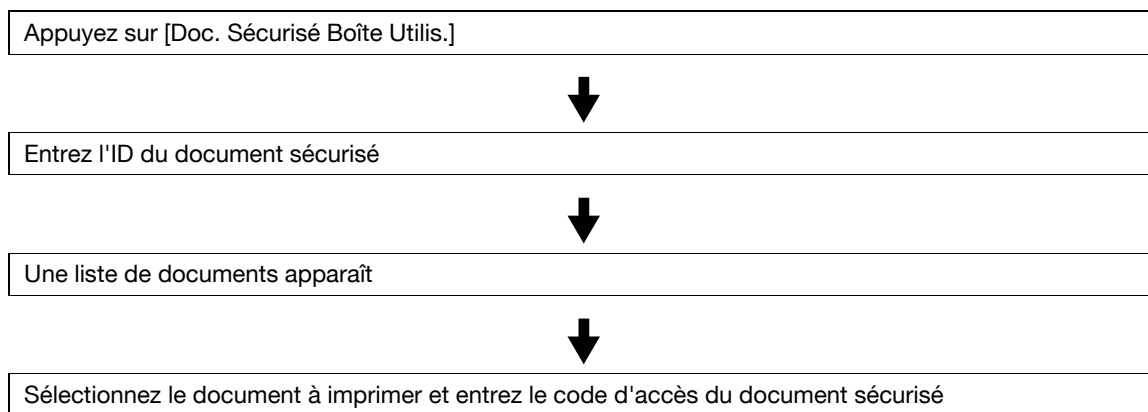 Appuyez sur [Doc. Sécurisé Boîte Utilis.]
Entrez l'ID du document sécurisé
Une liste de documents apparaît
Sélectionnez le document à imprimer et entrez le code d'accès du document sécurisé